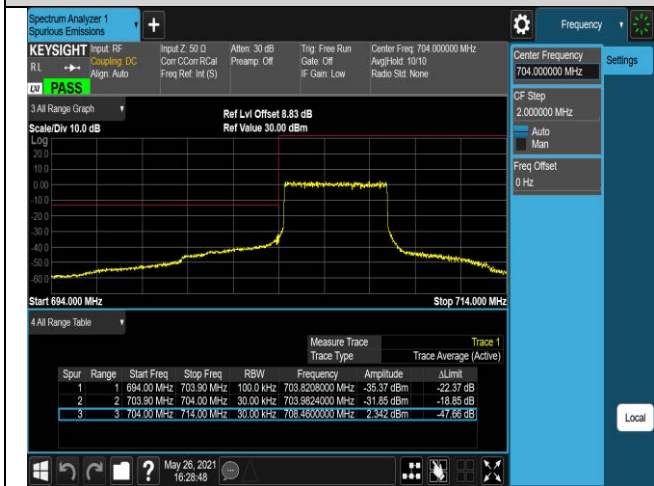 Spectrum Analyzer 1
Spurious Emissions
Frequency
KEYSIGHT
RL
Input: RF
Coupling: DC
Align: Auto
Input Z: 50 Ω
Corr CCorr RCal
Freq Ref: Int (S)
Atten: 30 dB
Preamp: Off
Trig: Free Run
Gate: Off
IF Gain: Low
Center Freq: 704.000000 MHz
Avg|Hold: 10/10
Radio Std: None
LXI
PASS
Center Frequency
704.000000 MHz
Settings
CF Step
2.000000 MHz
Auto
Man
Freq Offset
0 Hz
3 All Range Graph
Scale/Div 10.0 dB
Ref Lvl Offset 8.83 dB
Ref Value 30.00 dBm
Log
20.0
10.0
0.00
-10.0
-20.0
-30.0
-40.0
-50.0
-60.0
Start 694.000 MHz
Stop 714.000 MHz
4 All Range Table
Measure Trace Trace 1
Trace Type Trace Average (Active)
Spur Range Start Freq Stop Freq RBW Frequency Amplitude ΔLimit
1 1 694.00 MHz 703.90 MHz 100.0 kHz 703.8208000 MHz -35.37 dBm -22.37 dB
2 2 703.90 MHz 704.00 MHz 30.00 kHz 703.9824000 MHz -31.85 dBm -18.85 dB
3 3 704.00 MHz 714.00 MHz 30.00 kHz 708.4600000 MHz 2.342 dBm -47.66 dB
Local
?
May 26, 2021
16:28:48